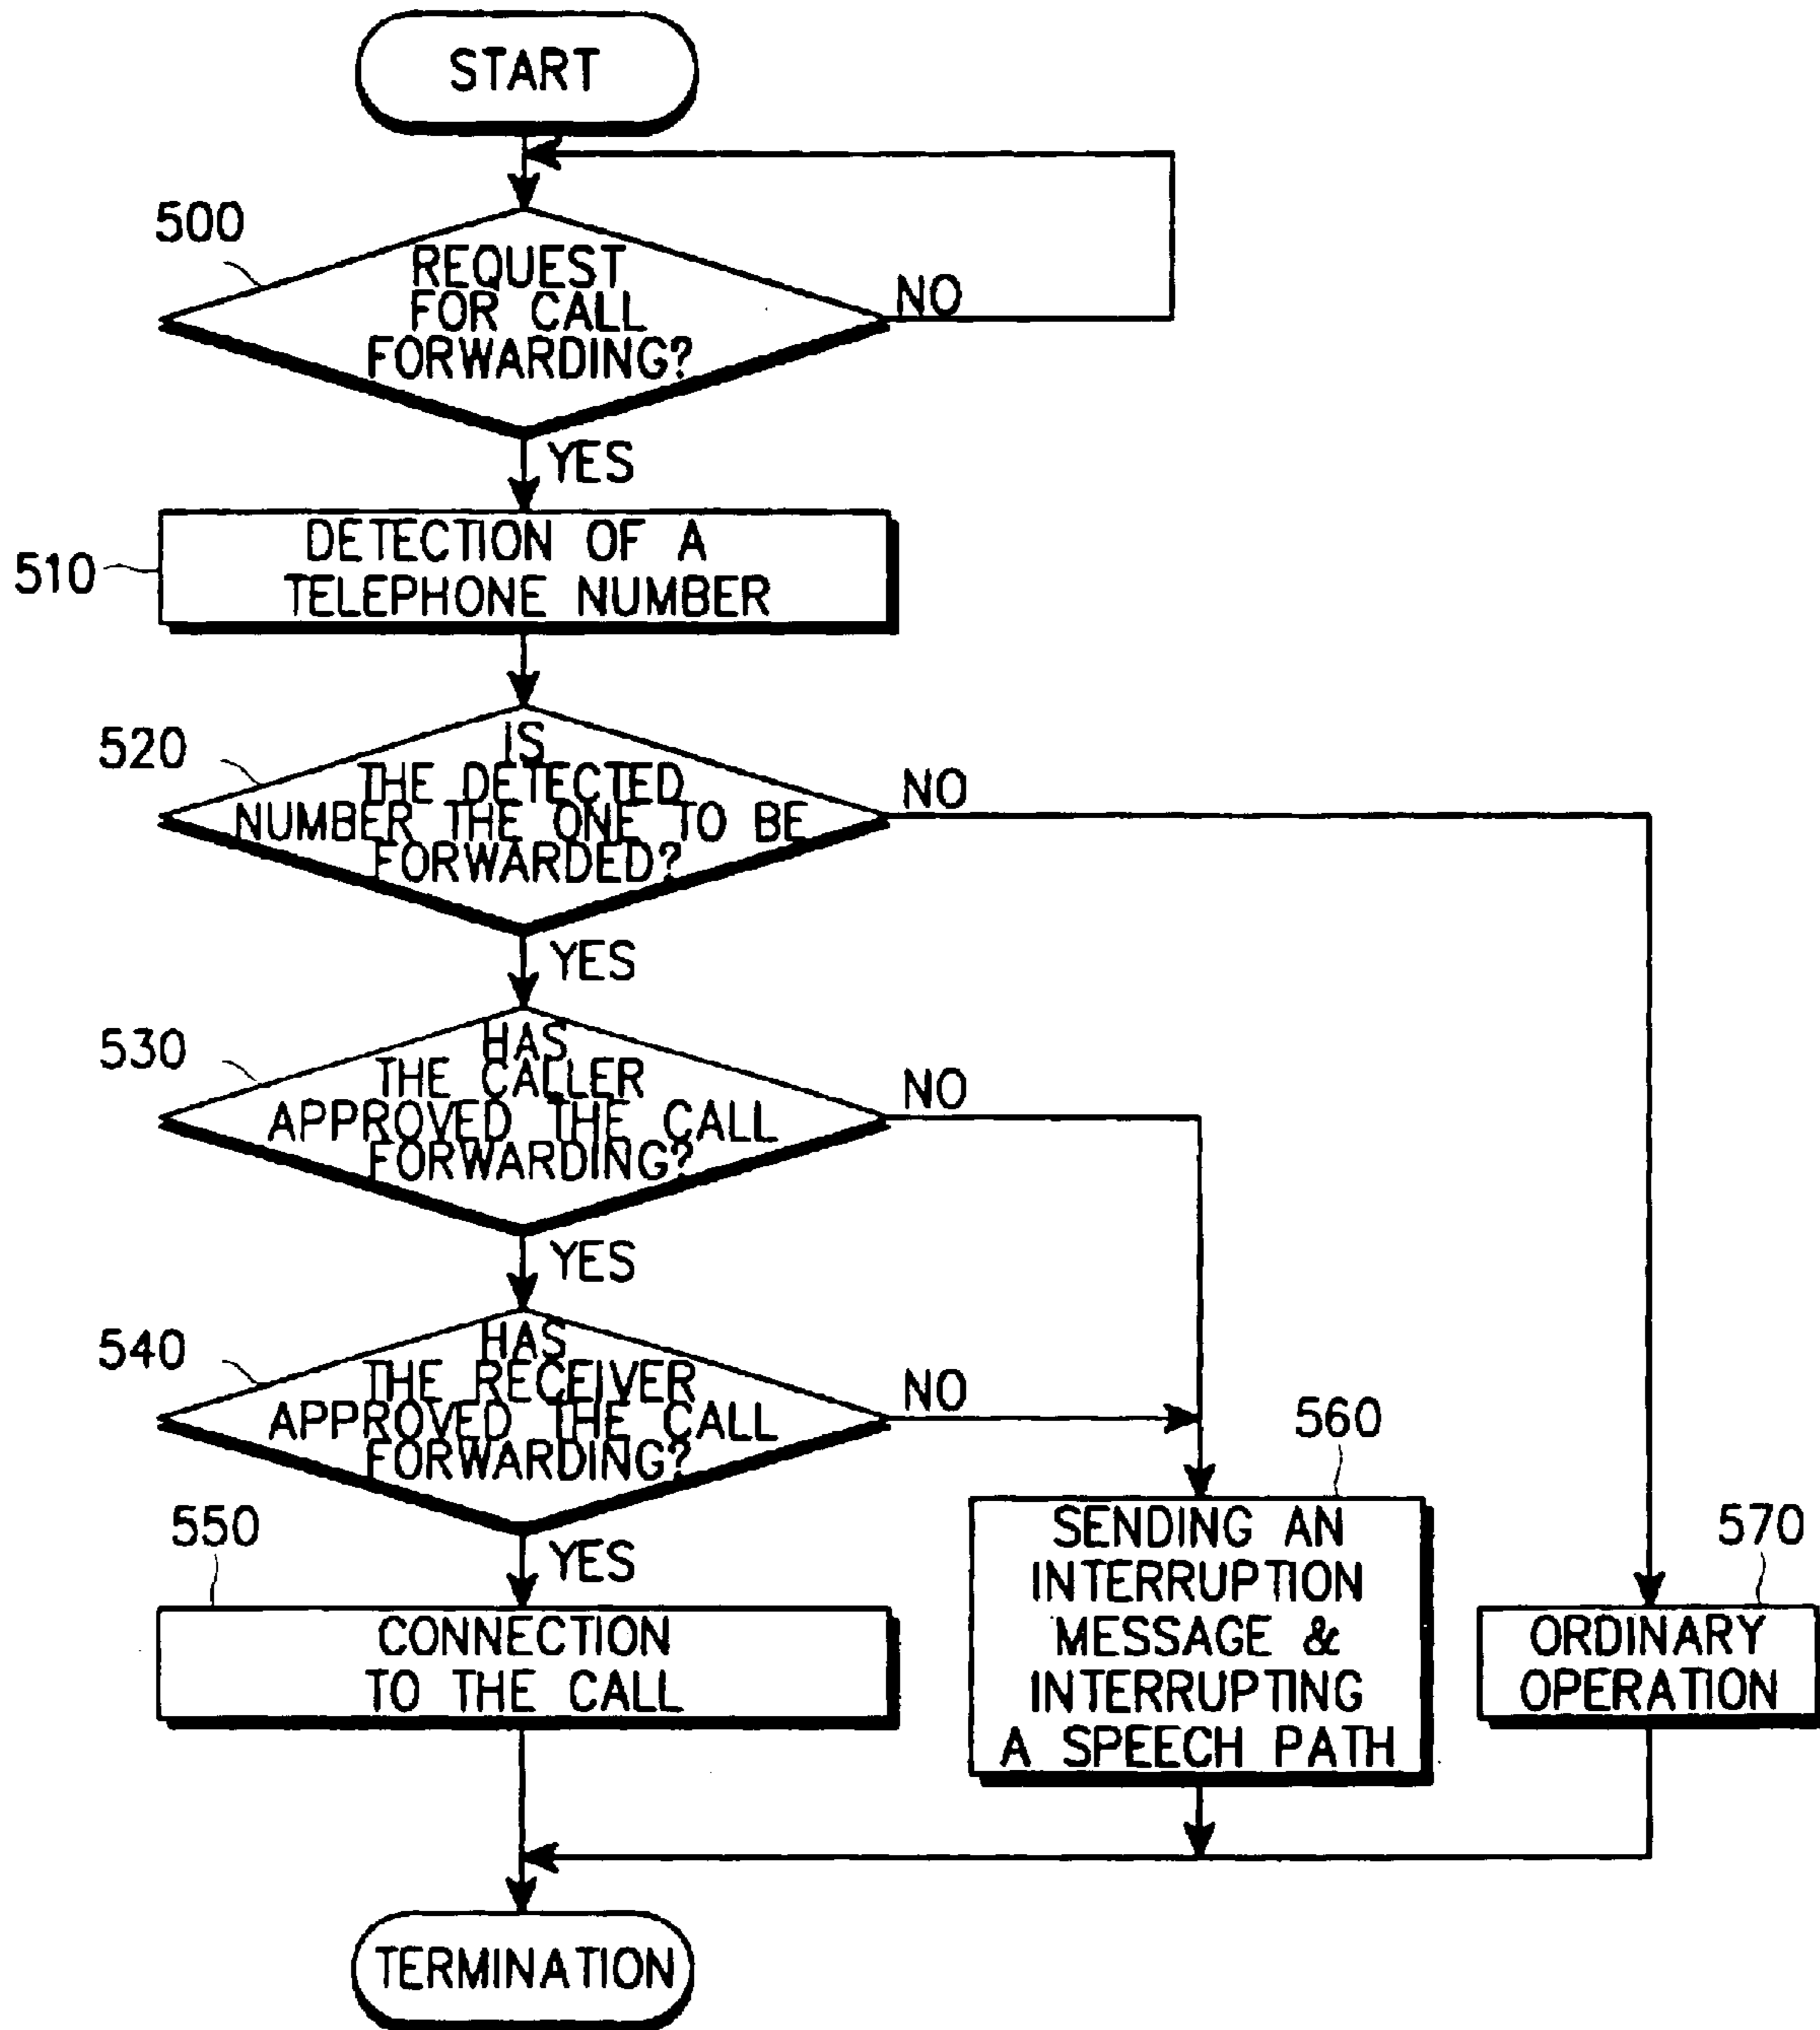 START
500
REQUEST
FOR CALL
FORWARDING?
NO
YES
510
DETECTION OF A
TELEPHONE NUMBER
520
IS
THE DETECTED
NUMBER THE ONE TO BE
FORWARDED?
NO
YES
530
HAS
THE CALLER
APPROVED THE CALL
FORWARDING?
NO
YES
540
HAS
THE RECEIVER
APPROVED THE CALL
FORWARDING?
NO
YES
550
CONNECTION
TO THE CALL
560
SENDING AN
INTERRUPTION
MESSAGE &
INTERRUPTING
A SPEECH PATH
570
ORDINARY
OPERATION
TERMINATION